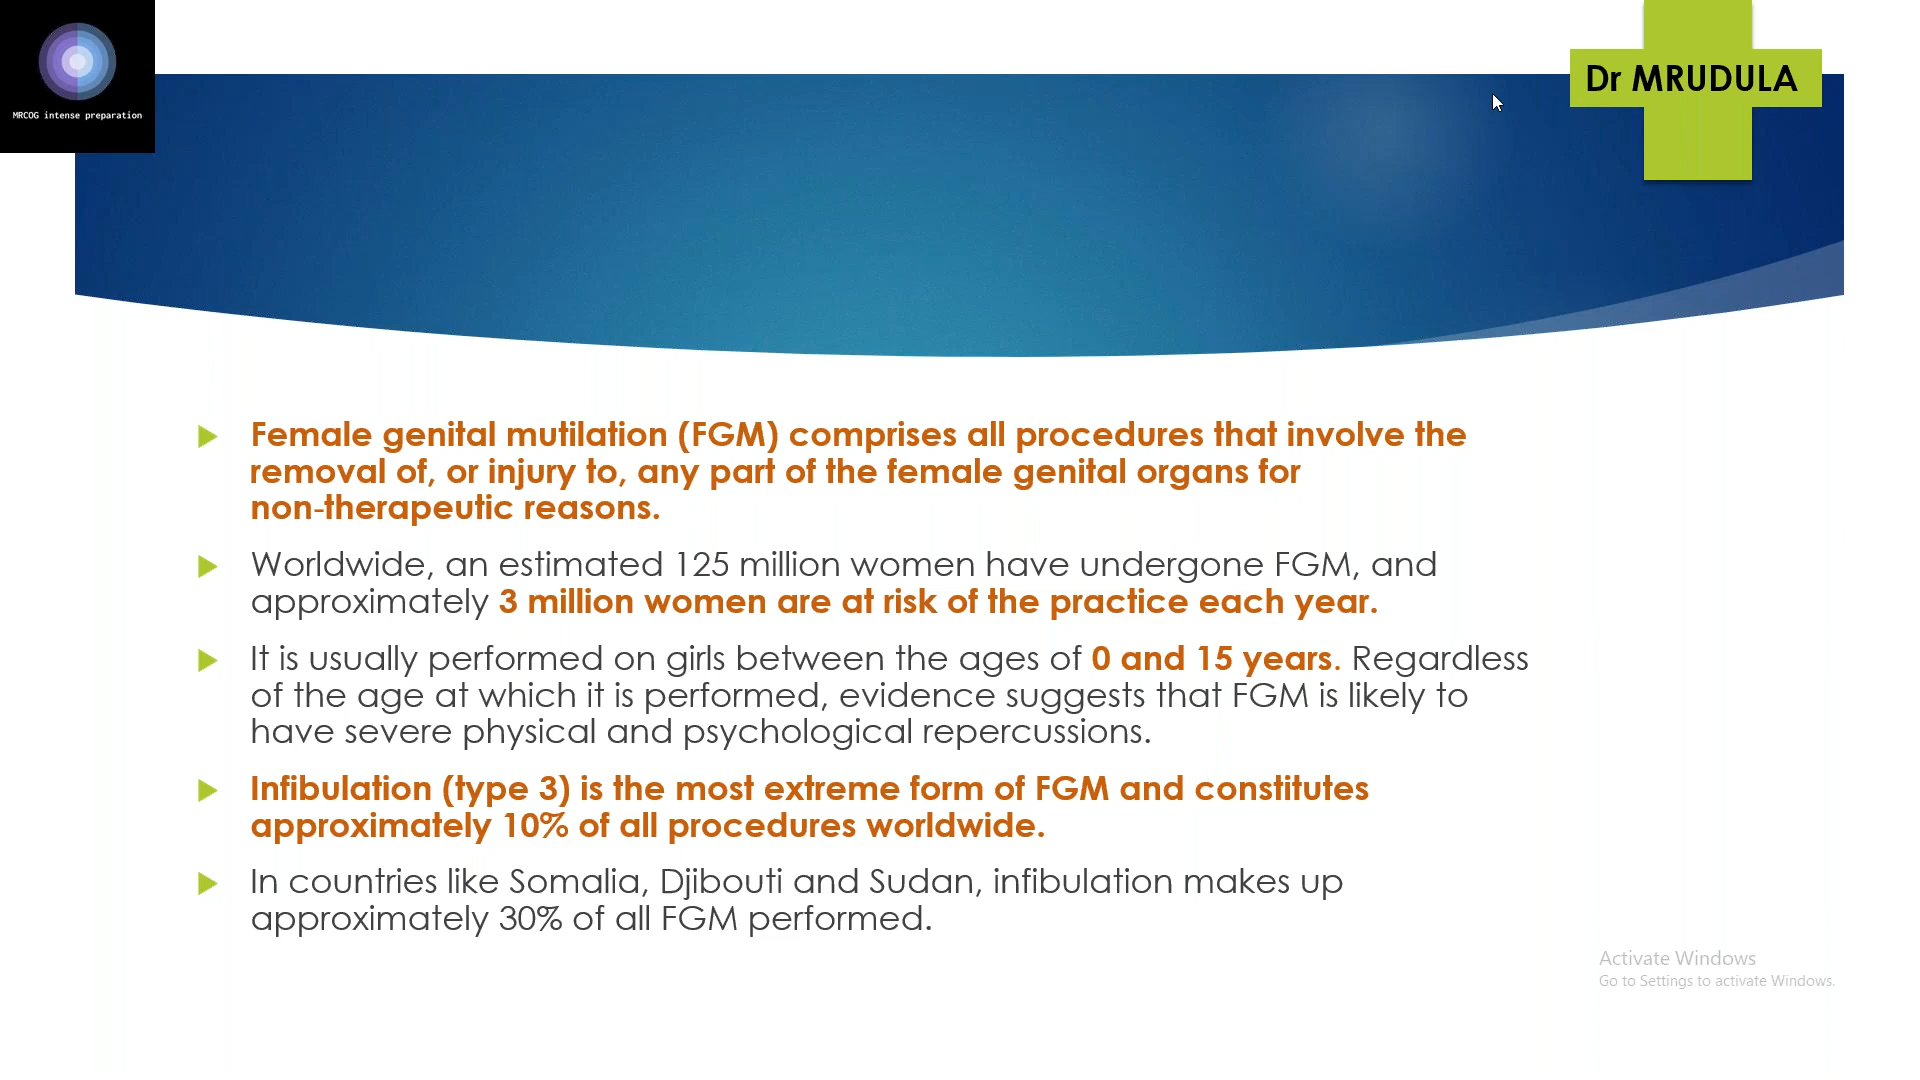 MRCOG intense preparation
Dr MRUDULA
Female genital mutilation (FGM) comprises all procedures that involve the
removal of, or injury to, any part of the female genital organs for
non-therapeutic reasons.
Worldwide, an estimated 125 million women have undergone FGM, and
approximately 3 million women are at risk of the practice each year.
It is usually performed on girls between the ages of 0 and 15 years. Regardless
of the age at which it is performed, evidence suggests that FGM is likely to
have severe physical and psychological repercussions.
Infibulation (type 3) is the most extreme form of FGM and constitutes
approximately 10% of all procedures worldwide.
In countries like Somalia, Djibouti and Sudan, infibulation makes up
approximately 30% of all FGM performed.
Activate Windows
Go to Settings to activate Windows.